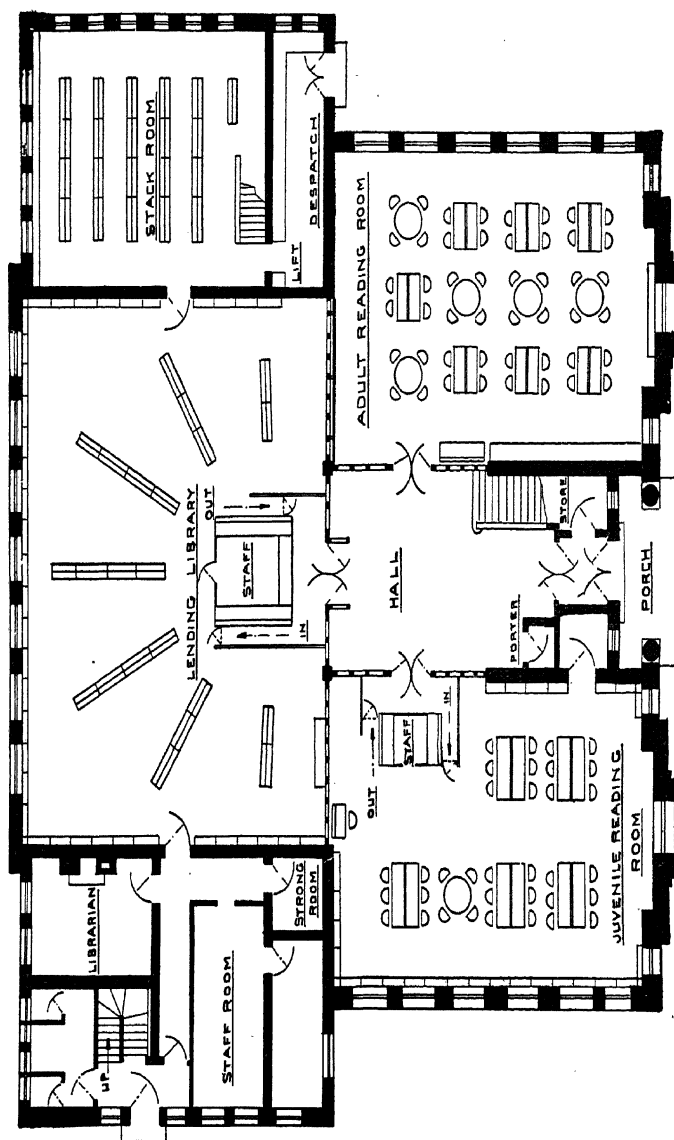 STACK ROOM
DESPATCH
LIFT
ADULT READING ROOM
LENDING LIBRARY
OUT
STAFF
IN
HALL
STORE
PORCH
PORTER
IN
STAFF
OUT
JUVENILE READING
ROOM
LIBRARIAN
STRONG
ROOM
STAFF ROOM
UP